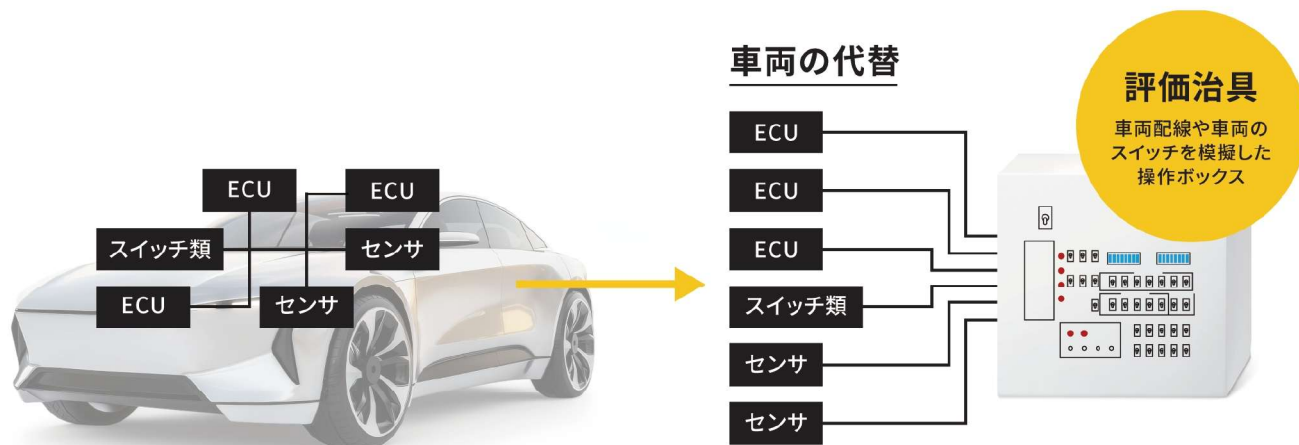 ECU
ECU
スイッチ類
センサ
ECU
センサ
車両の代替
ECU
ECU
ECU
スイッチ類
センサ
センサ
評価治具
車両配線や車両の
スイッチを模擬した
操作ボックス